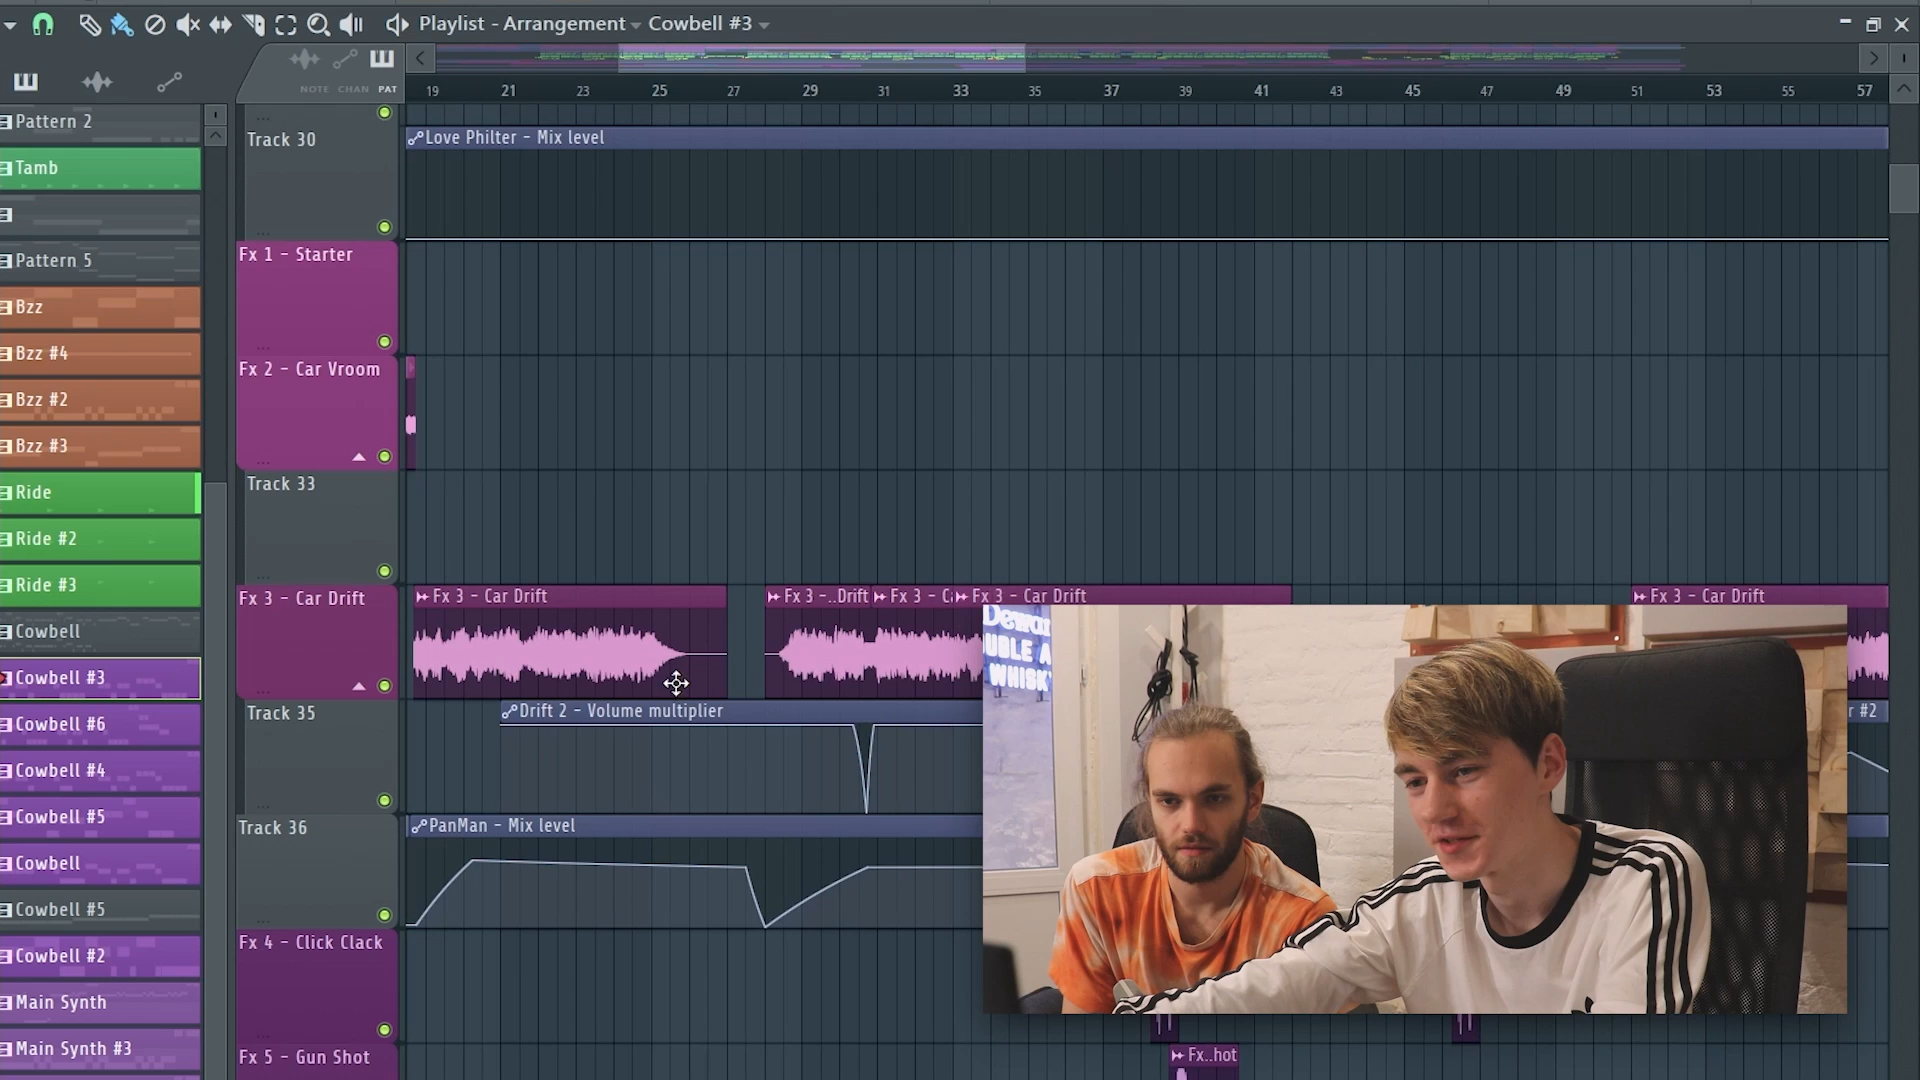 Playlist - Arrangement Cowbell #3
NOTE CHAN PAT
19 21 23 25 27 29 31 33 35 37 39 41 43 45 47 49 51 53 55 57
Pattern 2
Tamb
Pattern 5
Bzz
Bzz #4
Bzz #2
Bzz #3
Ride
Ride #2
Ride #3
Cowbell
Cowbell #3
Cowbell #6
Cowbell #4
Cowbell #5
Cowbell
Cowbell #5
Cowbell #2
Main Synth
Main Synth #3
Track 30
Love Philter - Mix level
Fx 1 - Starter
Fx 2 - Car Vroom
Track 33
Fx 3 - Car Drift
Fx 3 - Car Drift
Fx 3 -..Drift
Fx 3 - C
Fx 3 - Car Drift
Fx 3 - Car Drift
Track 35
Drift 2 - Volume multiplier
r #2
Track 36
PanMan - Mix level
Fx 4 - Click Clack
Fx 5 - Gun Shot
Fx..hot
Dewar
UBLE A
WHISK